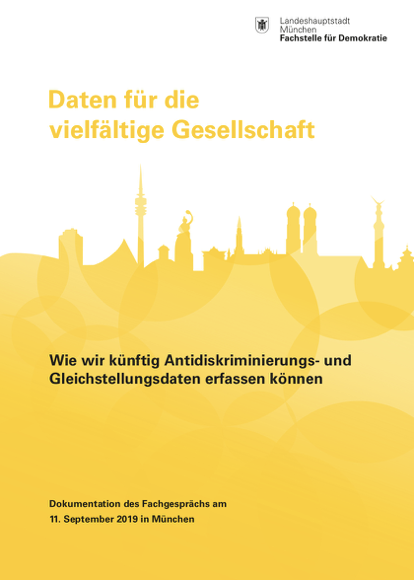 Landeshauptstadt
München
Fachstelle für Demokratie
Daten für die
vielfältige Gesellschaft
Wie wir künftig Antidiskriminierungs- und
Gleichstellungsdaten erfassen können
Dokumentation des Fachgesprächs am
11. September 2019 in München